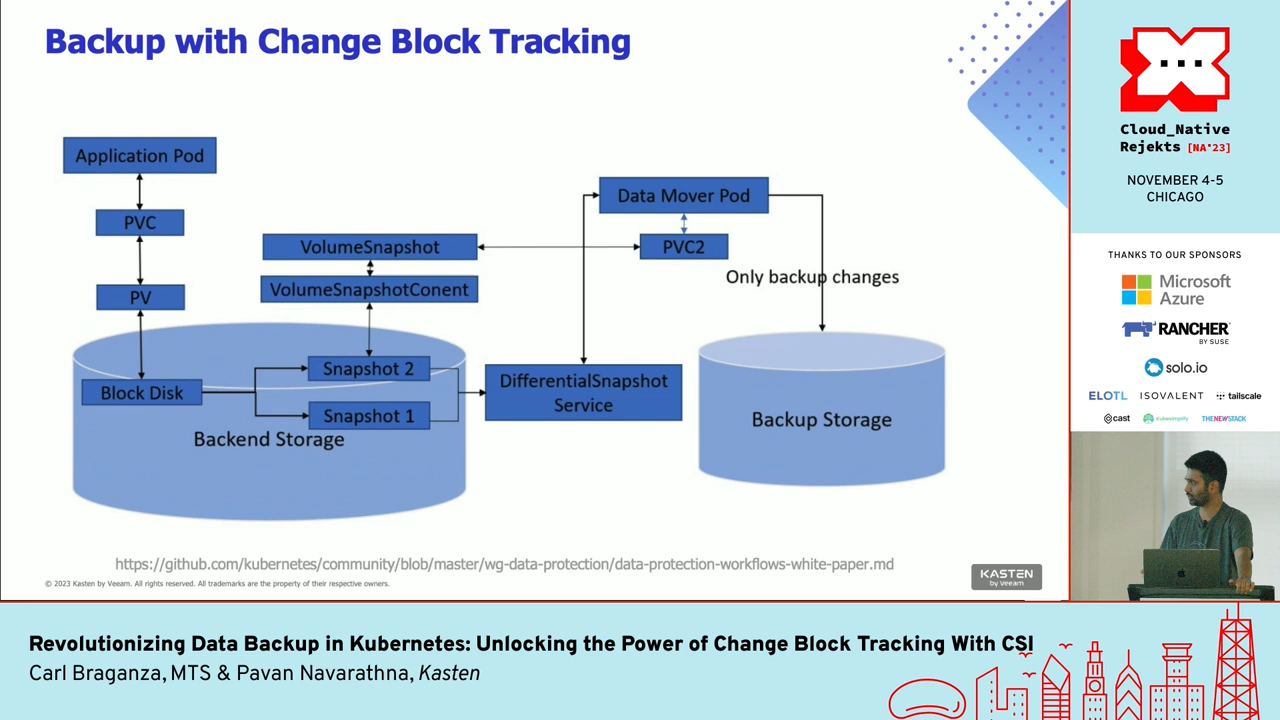 Backup with Change Block Tracking
Application Pod
PVC
PV
Block Disk
VolumeSnapshot
VolumeSnapshotConent
Snapshot 2
Snapshot 1
Backend Storage
DifferentialSnapshot
Service
Data Mover Pod
PVC2
Only backup changes
Backup Storage
https://github.com/kubernetes/community/blob/master/wg-data-protection/data-protection-workflows-white-paper.md
© 2023 Kasten by Veeam. All rights reserved. All trademarks are the property of their respective owners.
KASTEN
by Veeam
Cloud_Native
Rejekts [NA'23]
NOVEMBER 4-5
CHICAGO
THANKS TO OUR SPONSORS
Microsoft
Azure
RANCHER
BY SUSE
solo.io
ELOTL ISOVALENT tailscale
cast Kubesimplify THENEWSTACK
Revolutionizing Data Backup in Kubernetes: Unlocking the Power of Change Block Tracking With CSI
Carl Braganza, MTS & Pavan Navarathna, Kasten